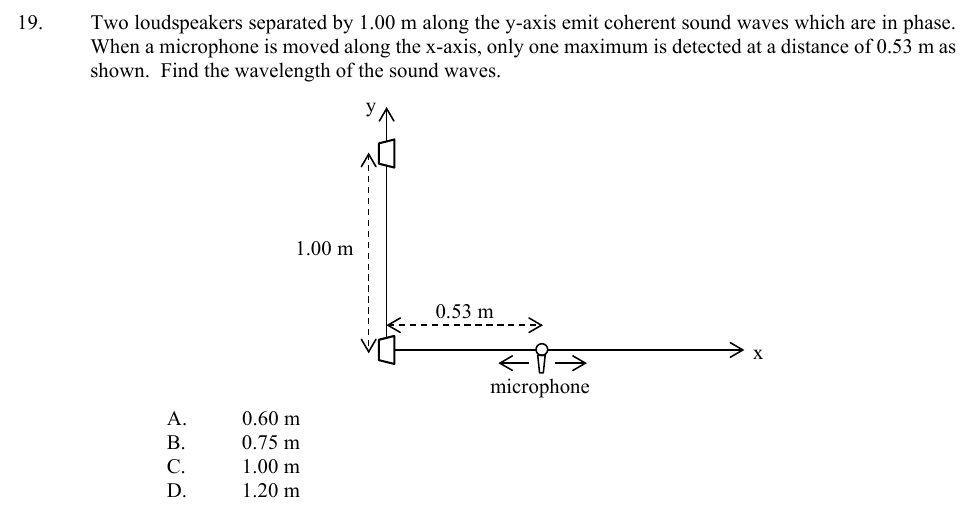 19. Two loudspeakers separated by 1.00 m along the y-axis emit coherent sound waves which are in phase.
When a microphone is moved along the x-axis, only one maximum is detected at a distance of 0.53 m as
shown. Find the wavelength of the sound waves.
y
1.00 m
0.53 m
x
microphone
A. 0.60 m
B. 0.75 m
C. 1.00 m
D. 1.20 m